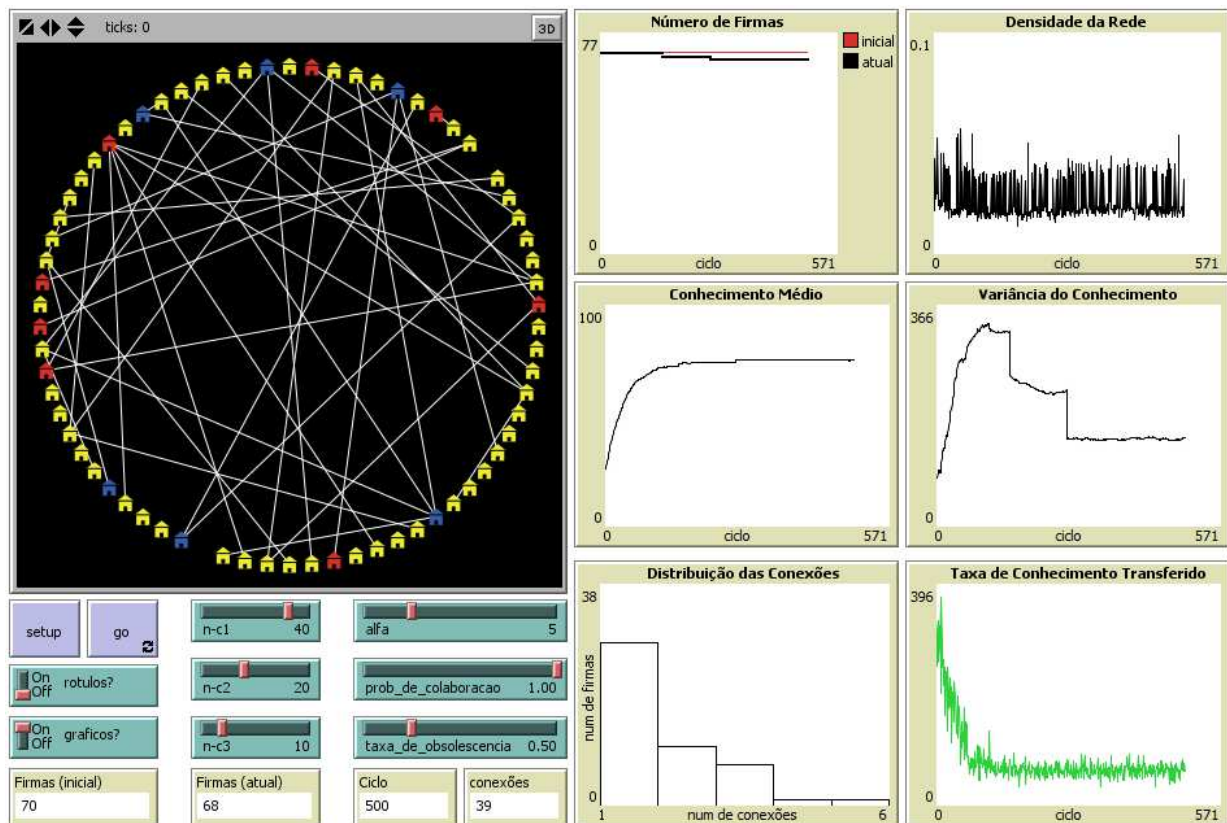 ticks: 0
3D
Número de Firmas
77
0
0
ciclo
571
inicial
atual
Densidade da Rede
0.1
0
0
ciclo
571
Conhecimento Médio
100
0
0
ciclo
571
Variância do Conhecimento
366
0
0
ciclo
571
Distribuição das Conexões
38
0
num de firmas
1
num de conexões
6
Taxa de Conhecimento Transferido
396
0
0
ciclo
571
setup
go
n-c1 40
alfa 5
On
Off
rotulos?
n-c2 20
prob_de_colaboracao 1.00
On
Off
graficos?
n-c3 10
taxa_de_obsolescencia 0.50
Firmas (inicial)
70
Firmas (atual)
68
Ciclo
500
conexões
39